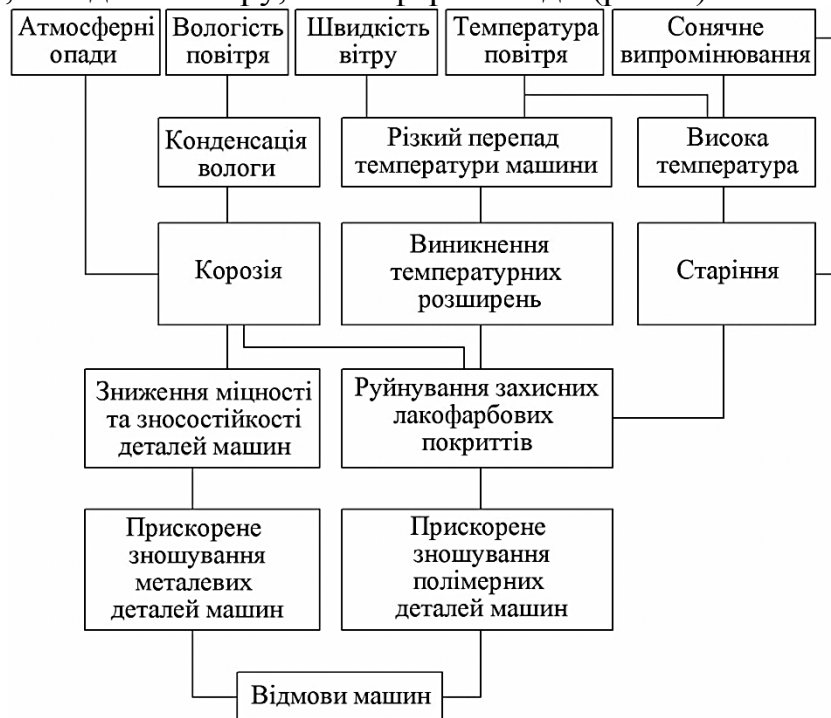 Атмосферні
опади
Вологість
повітря
Швидкість
вітру
Температура
повітря
Сонячне
випромінювання
Конденсація
вологи
Різкий перепад
температури машини
Висока
температура
Корозія
Виникнення
температурних
розширень
Старіння
Зниження міцності
та зносостійкості
деталей машин
Руйнування захисних
лакофарбових
покриттів
Прискорене
зношування
металевих
деталей машин
Прискорене
зношування
полімерних
деталей машин
Відмови машин